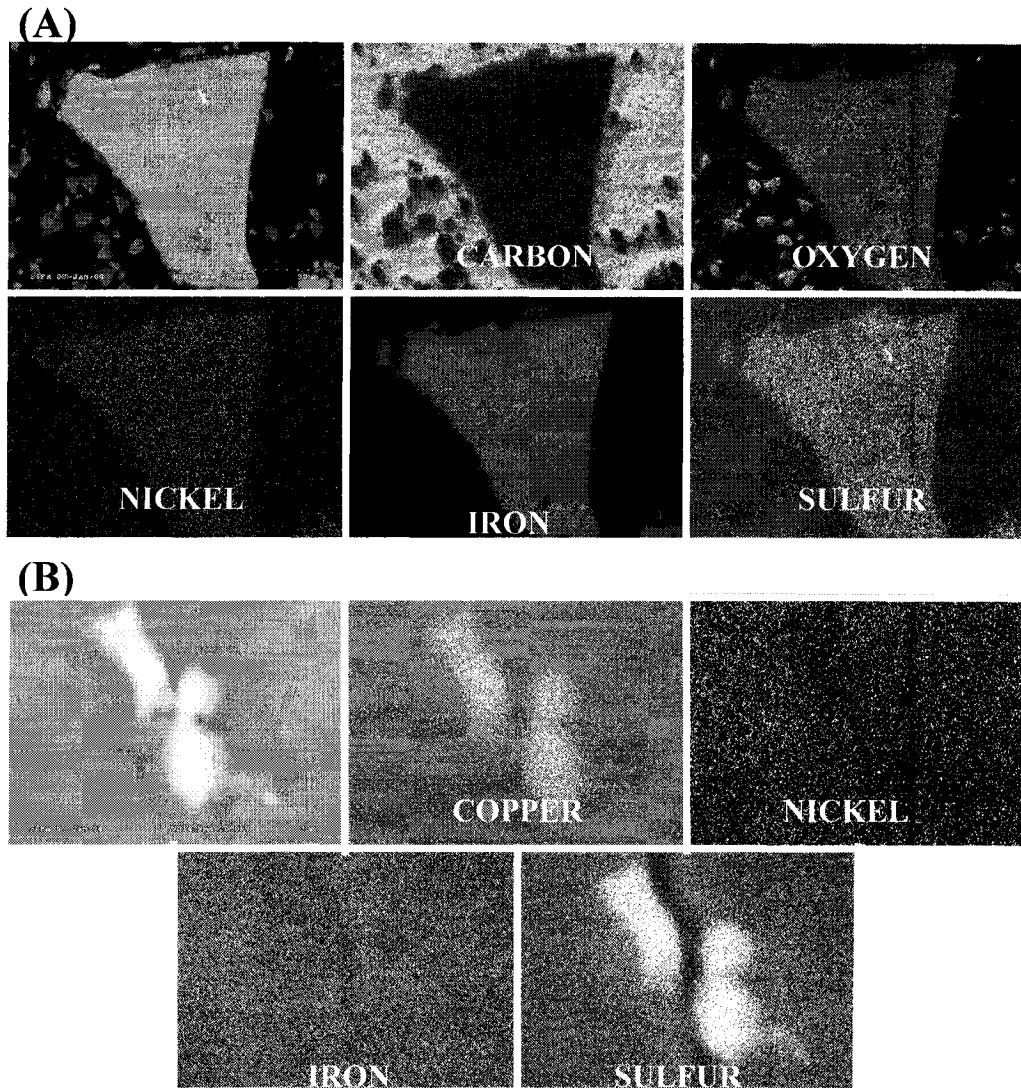 (A)
CARBON
OXYGEN
NICKEL
IRON
SULFUR
(B)
COPPER
NICKEL
IRON
SULFUR